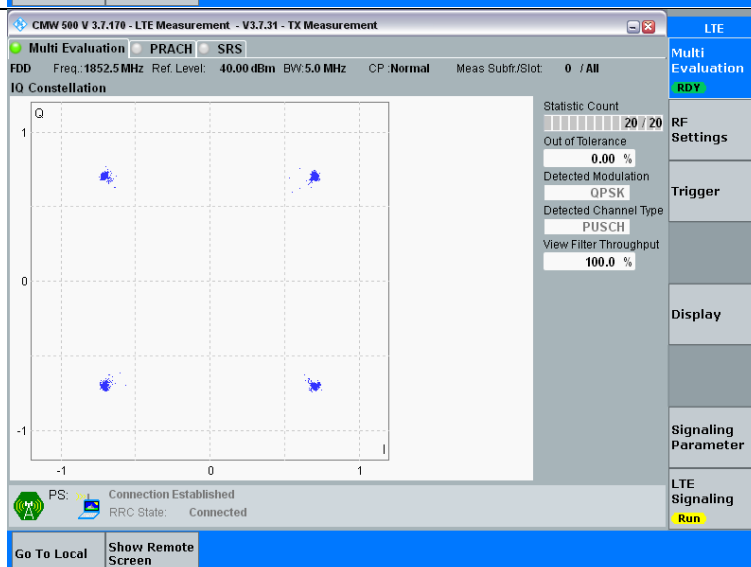 CMW 500 V 3.7.170 - LTE Measurement - V3.7.31 - TX Measurement
LTE
Multi Evaluation PRACH SRS
Multi
Evaluation
RDY
FDD Freq.:1852.5 MHz Ref. Level: 40.00 dBm BW:5.0 MHz CP :Normal Meas Subfr./Slot: 0 / All
IQ Constellation
Q
1
0
-1
I
-1 0 1
Statistic Count
20 / 20
Out of Tolerance
0.00 %
Detected Modulation
QPSK
Detected Channel Type
PUSCH
View Filter Throughput
100.0 %
RF
Settings
Trigger
Display
Signaling
Parameter
LTE
Signaling
Run
PS: Connection Established
RRC State: Connected
Go To Local
Show Remote
Screen